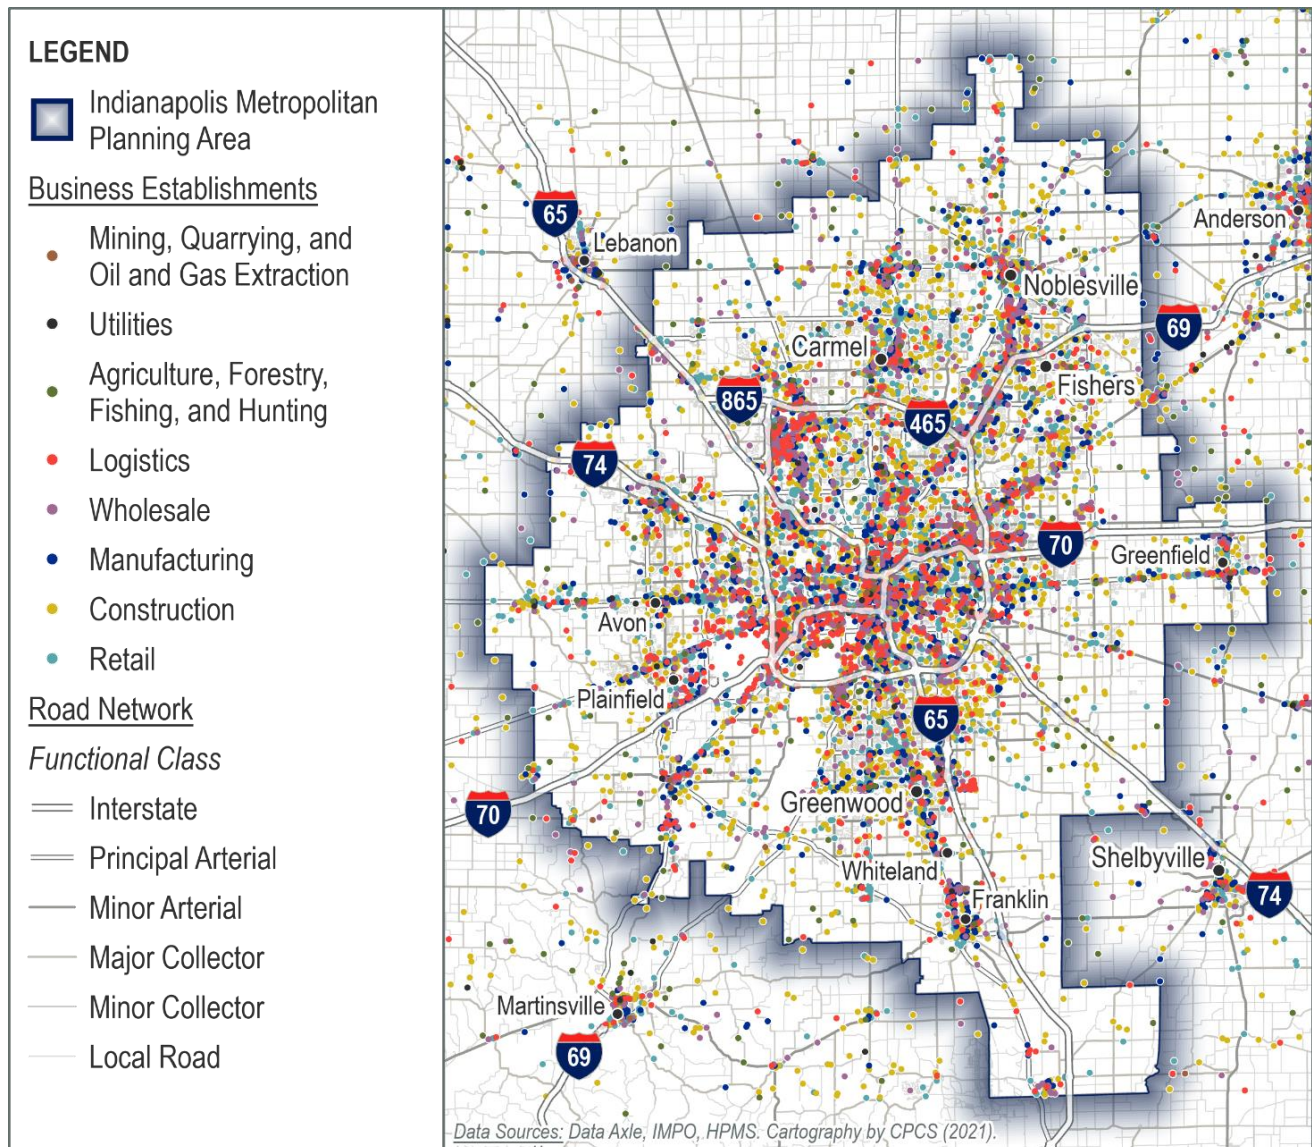 LEGEND
Indianapolis Metropolitan
Planning Area
Business Establishments
Mining, Quarrying, and
Oil and Gas Extraction
Utilities
Agriculture, Forestry,
Fishing, and Hunting
Logistics
Wholesale
Manufacturing
Construction
Retail
Road Network
Functional Class
Interstate
Principal Arterial
Minor Arterial
Major Collector
Minor Collector
Local Road
65
Lebanon
Anderson
Noblesville
69
Carmel
Fishers
865
465
74
70
Greenfield
Avon
Plainfield
65
70
Greenwood
Whiteland
Shelbyville
74
Franklin
Martinsville
69
Data Sources: Data Axle, IMPO, HPMS. Cartography by CPCS (2021).